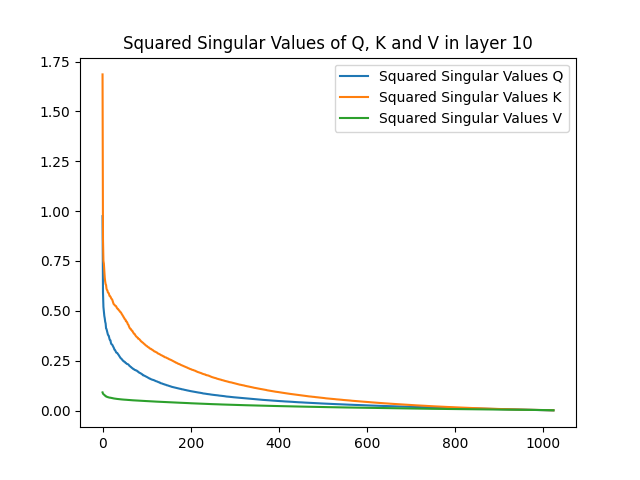 Squared Singular Values of Q, K and V in layer 10
1.75
1.50
1.25
1.00
0.75
0.50
0.25
0.00
Squared Singular Values Q
Squared Singular Values K
Squared Singular Values V
0 200 400 600 800 1000